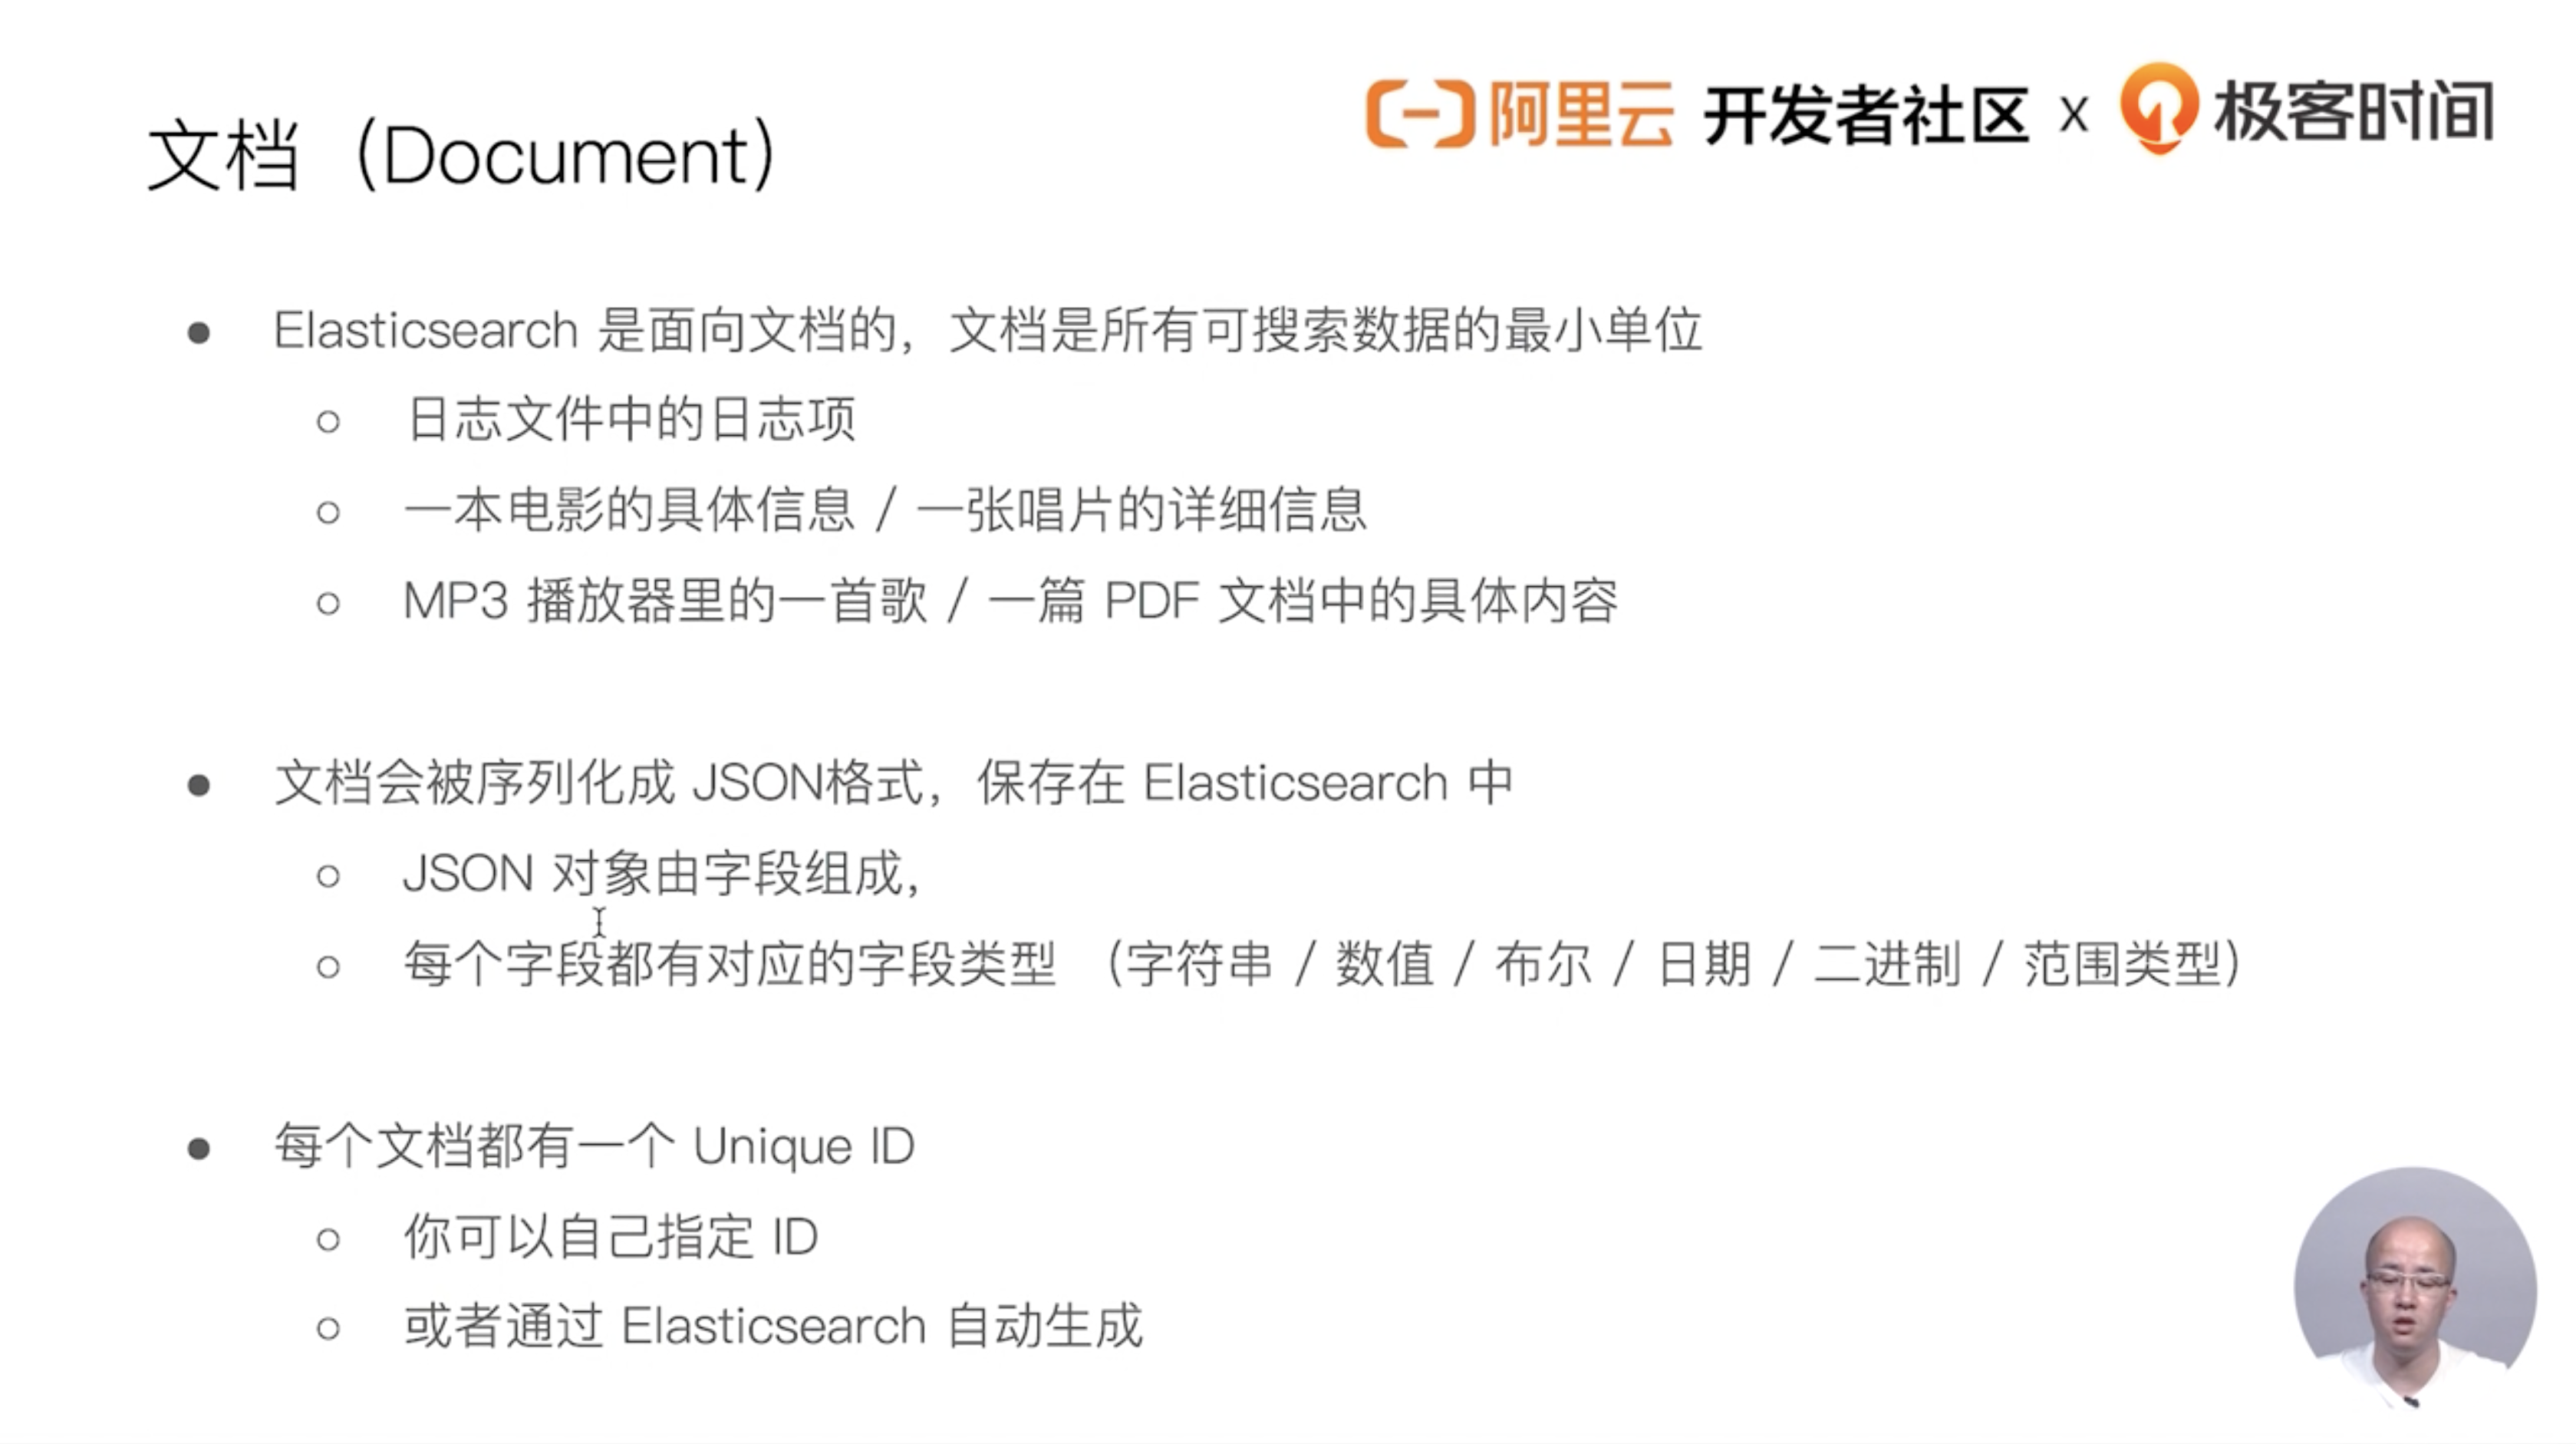 阿里云 开发者社区 x 极客时间
文档（Document）
● Elasticsearch 是面向文档的，文档是所有可搜索数据的最小单位
○ 日志文件中的日志项
○ 一本电影的具体信息 / 一张唱片的详细信息
○ MP3 播放器里的一首歌 / 一篇 PDF 文档中的具体内容
● 文档会被序列化成 JSON格式，保存在 Elasticsearch 中
○ JSON 对象由字段组成，
○ 每个字段都有对应的字段类型 （字符串 / 数值 / 布尔 / 日期 / 二进制 / 范围类型）
● 每个文档都有一个 Unique ID
○ 你可以自己指定 ID
○ 或者通过 Elasticsearch 自动生成